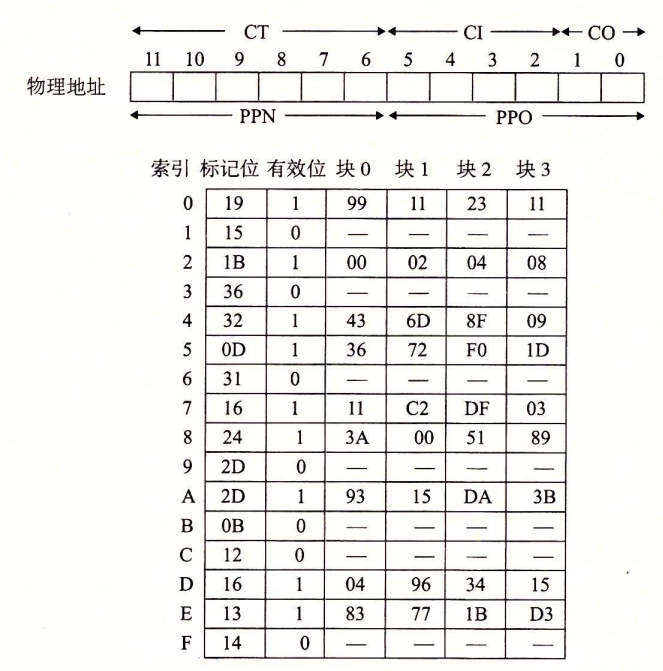 CT CI CO
11 10 9 8 7 6 5 4 3 2 1 0
物理地址
PPN PPO
索引 标记位 有效位 块 0 块 1 块 2 块 3
0 19 1 99 11 23 11
1 15 0 — — — —
2 1B 1 00 02 04 08
3 36 0 — — — —
4 32 1 43 6D 8F 09
5 0D 1 36 72 F0 1D
6 31 0 — — — —
7 16 1 11 C2 DF 03
8 24 1 3A 00 51 89
9 2D 0 — — — —
A 2D 1 93 15 DA 3B
B 0B 0 — — — —
C 12 0 — — — —
D 16 1 04 96 34 15
E 13 1 83 77 1B D3
F 14 0 — — — —